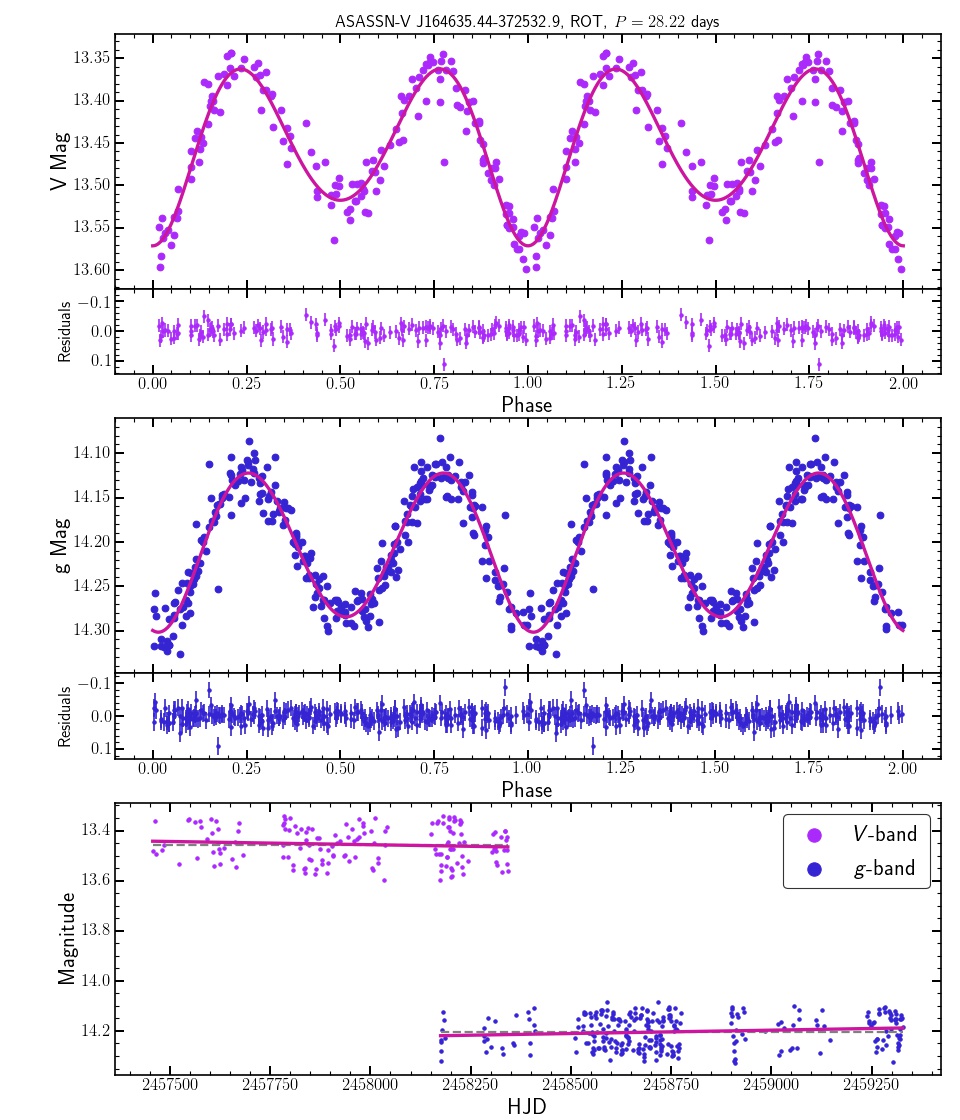 ASASSN-V J164635.44-372532.9, ROT, P = 28.22 days
V Mag
13.35
13.40
13.45
13.50
13.55
13.60
Residuals
−0.1
0.0
0.1
0.00 0.25 0.50 0.75 1.00 1.25 1.50 1.75 2.00
Phase
g Mag
14.10
14.15
14.20
14.25
14.30
Residuals
−0.1
0.0
0.1
0.00 0.25 0.50 0.75 1.00 1.25 1.50 1.75 2.00
Phase
Magnitude
13.4
13.6
13.8
14.0
14.2
V-band
g-band
2457500 2457750 2458000 2458250 2458500 2458750 2459000 2459250
HJD